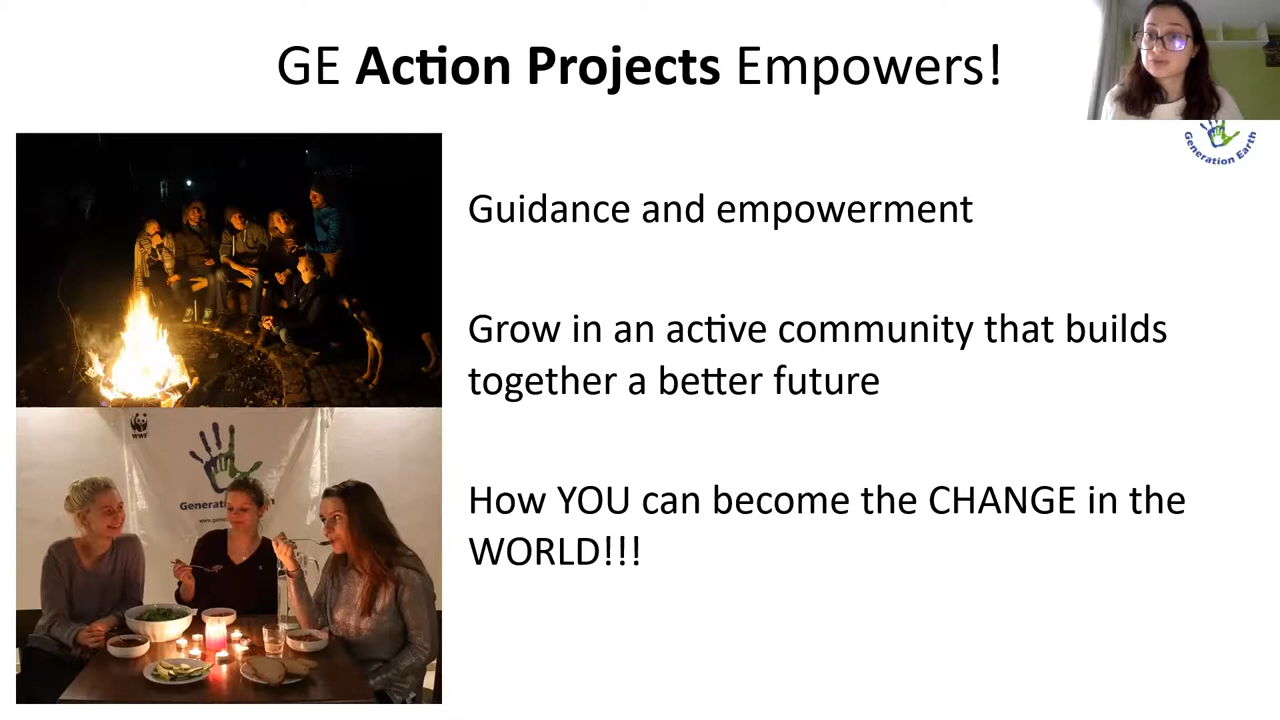 GE Action Projects Empowers!
Generation Earth
Guidance and empowerment
Grow in an active community that builds
together a better future
WWF
How YOU can become the CHANGE in the
WORLD!!!